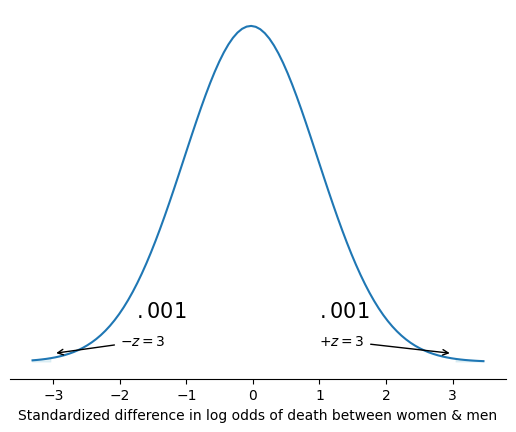 .001 .001
−z = 3 +z = 3
−3 −2 −1 0 1 2 3
Standardized difference in log odds of death between women & men